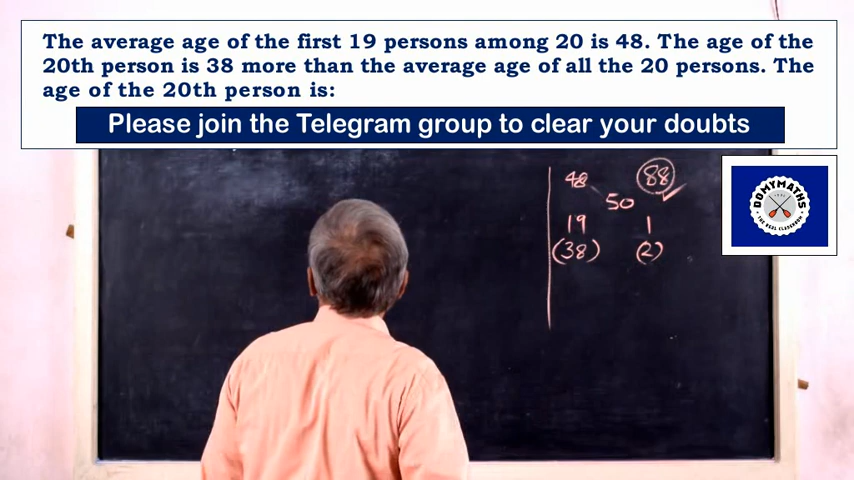 The average age of the first 19 persons among 20 is 48. The age of the
20th person is 38 more than the average age of all the 20 persons. The
age of the 20th person is:
Please join the Telegram group to clear your doubts
48 88
50
19 1
(38) (2)
DOMYMATHS
THE REAL CLASSROOM